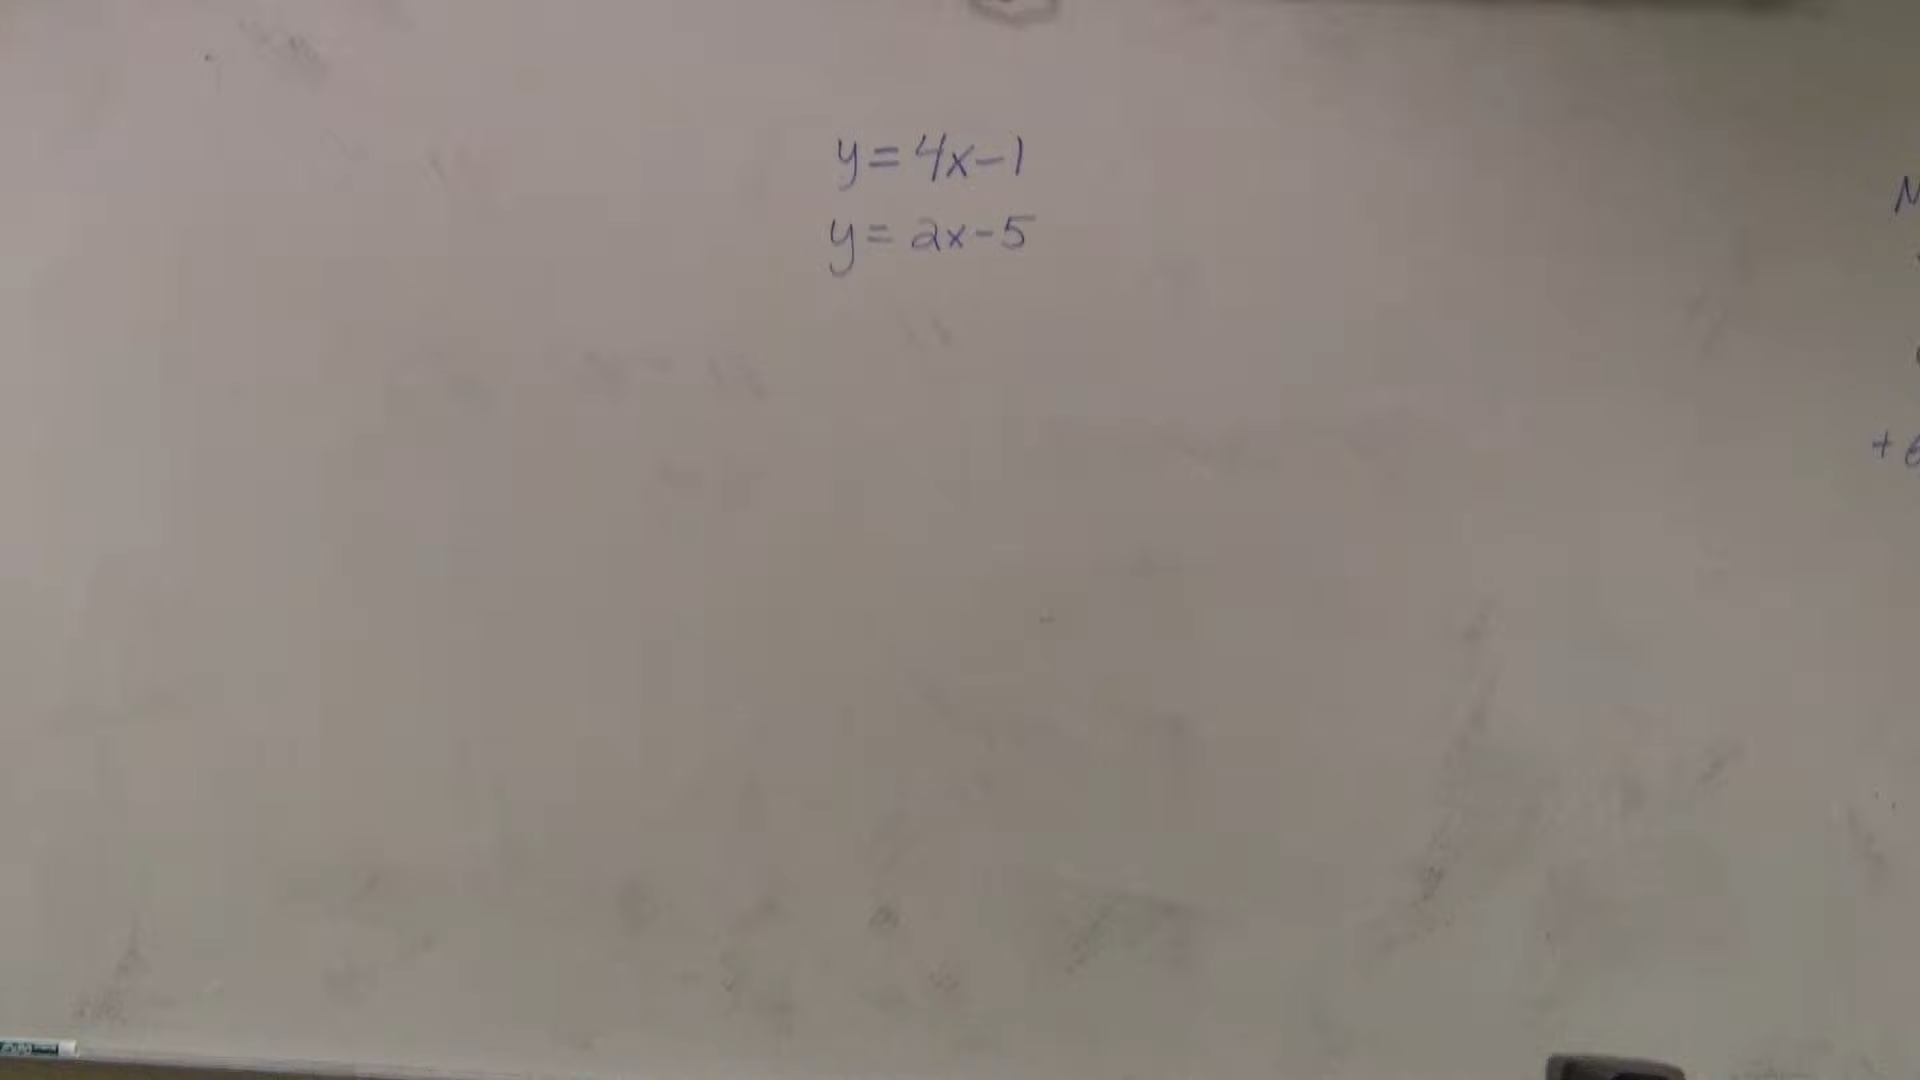 y = 4x - 1
y = 2x - 5